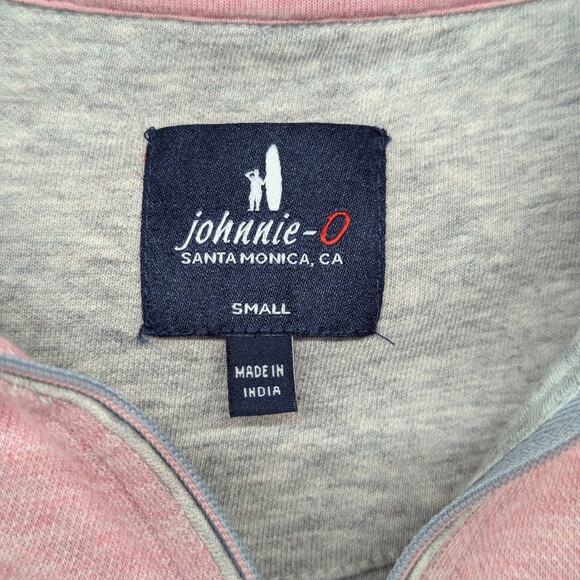 johnnie-O
SANTA MONICA, CA
SMALL
MADE IN
INDIA